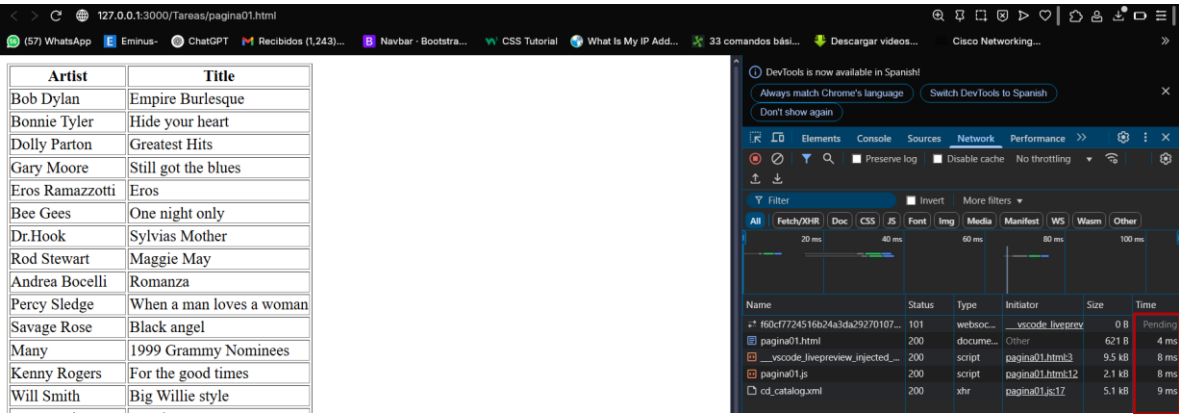 127.0.0.1:3000/Tareas/pagina01.html
(57) WhatsApp Eminus- ChatGPT Recibidos (1,243)... Navbar - Bootstra... CSS Tutorial What Is My IP Add... 33 comandos bási... Descargar videos... Cisco Networking... »
Artist Title
Bob Dylan Empire Burlesque
Bonnie Tyler Hide your heart
Dolly Parton Greatest Hits
Gary Moore Still got the blues
Eros Ramazzotti Eros
Bee Gees One night only
Dr.Hook Sylvias Mother
Rod Stewart Maggie May
Andrea Bocelli Romanza
Percy Sledge When a man loves a woman
Savage Rose Black angel
Many 1999 Grammy Nominees
Kenny Rogers For the good times
Will Smith Big Willie style
DevTools is now available in Spanish!
Always match Chrome's language Switch DevTools to Spanish
Don't show again
Elements Console Sources Network Performance »
Preserve log Disable cache No throttling
Filter Invert More filters
All Fetch/XHR Doc CSS JS Font Img Media Manifest WS Wasm Other
20 ms 40 ms 60 ms 80 ms 100 ms
Name Status Type Initiator Size Time
f60cf7724516b24a3da29270107... 101 websoc... __vscode_liveprev 0 B Pending
pagina01.html 200 docume... Other 621 B 4 ms
__vscode_livepreview_injected_... 200 script pagina01.html:3 9.5 kB 8 ms
pagina01.js 200 script pagina01.html:12 2.1 kB 8 ms
cd_catalog.xml 200 xhr pagina01.js:17 5.1 kB 9 ms